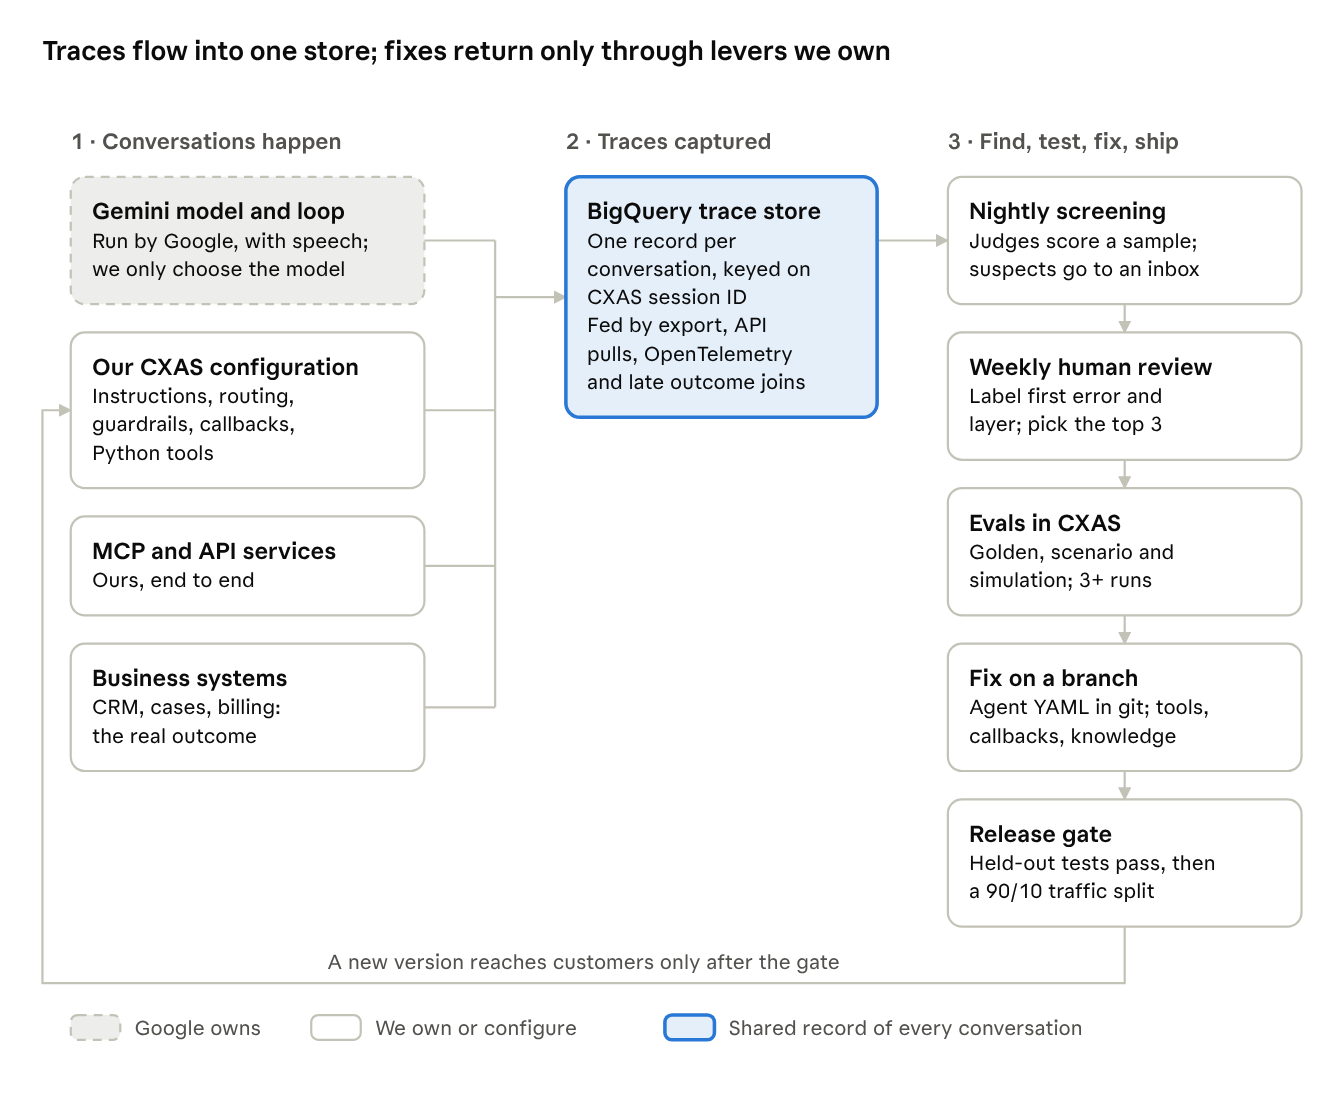 Traces flow into one store; fixes return only through levers we own
1 · Conversations happen
Gemini model and loop
Run by Google, with speech;
we only choose the model
Our CXAS configuration
Instructions, routing,
guardrails, callbacks,
Python tools
MCP and API services
Ours, end to end
Business systems
CRM, cases, billing:
the real outcome
2 · Traces captured
BigQuery trace store
One record per
conversation, keyed on
CXAS session ID
Fed by export, API
pulls, OpenTelemetry
and late outcome joins
3 · Find, test, fix, ship
Nightly screening
Judges score a sample;
suspects go to an inbox
Weekly human review
Label first error and
layer; pick the top 3
Evals in CXAS
Golden, scenario and
simulation; 3+ runs
Fix on a branch
Agent YAML in git; tools,
callbacks, knowledge
Release gate
Held-out tests pass, then
a 90/10 traffic split
A new version reaches customers only after the gate
Google owns
We own or configure
Shared record of every conversation